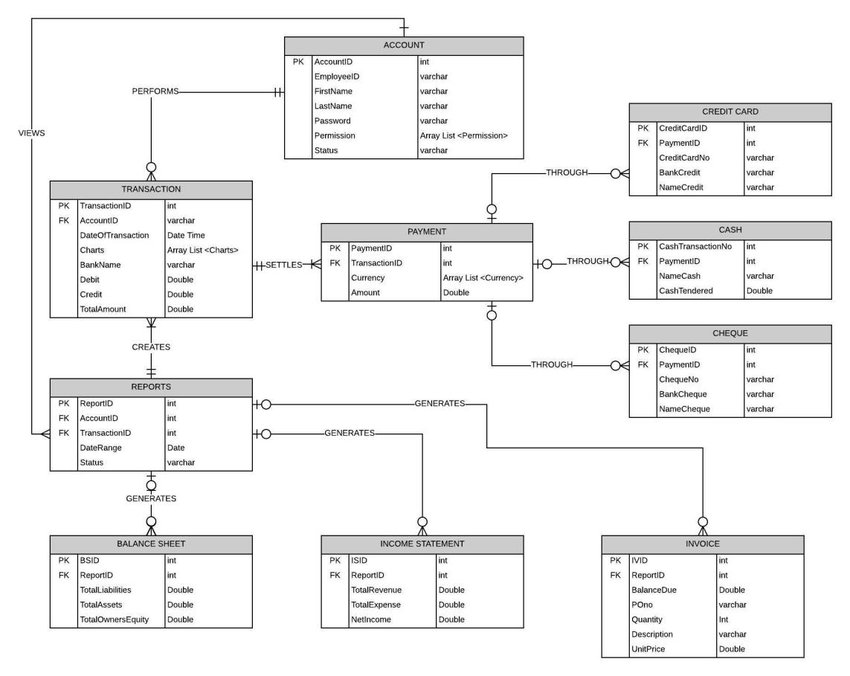 ACCOUNT
PK AccountID int
EmployeeID varchar
FirstName varchar
LastName varchar
Password varchar
Permission Array List <Permission>
Status varchar
PERFORMS
VIEWS
CREDIT CARD
PK CreditCardID int
FK PaymentID int
CreditCardNo varchar
BankCredit varchar
NameCredit varchar
THROUGH
TRANSACTION
PK TransactionID int
FK AccountID varchar
DateOfTransaction Date Time
Charts Array List <Charts>
BankName varchar
Debit Double
Credit Double
TotalAmount Double
SETTLES
PAYMENT
PK PaymentID int
FK TransactionID int
Currency Array List <Currency>
Amount Double
THROUGH
CASH
PK CashTransactionNo int
FK PaymentID int
NameCash varchar
CashTendered Double
THROUGH
CHEQUE
PK ChequeID int
FK PaymentID int
ChequeNo varchar
BankCheque varchar
NameCheque varchar
CREATES
REPORTS
PK ReportID int
FK AccountID int
FK TransactionID int
DateRange Date
Status varchar
GENERATES
GENERATES
GENERATES
BALANCE SHEET
PK BSID int
FK ReportID int
TotalLiabilities Double
TotalAssets Double
TotalOwnersEquity Double
INCOME STATEMENT
PK ISID int
FK ReportID int
TotalRevenue Double
TotalExpense Double
NetIncome Double
INVOICE
PK IVID int
FK ReportID int
BalanceDue Double
POno varchar
Quantity Int
Description varchar
UnitPrice Double